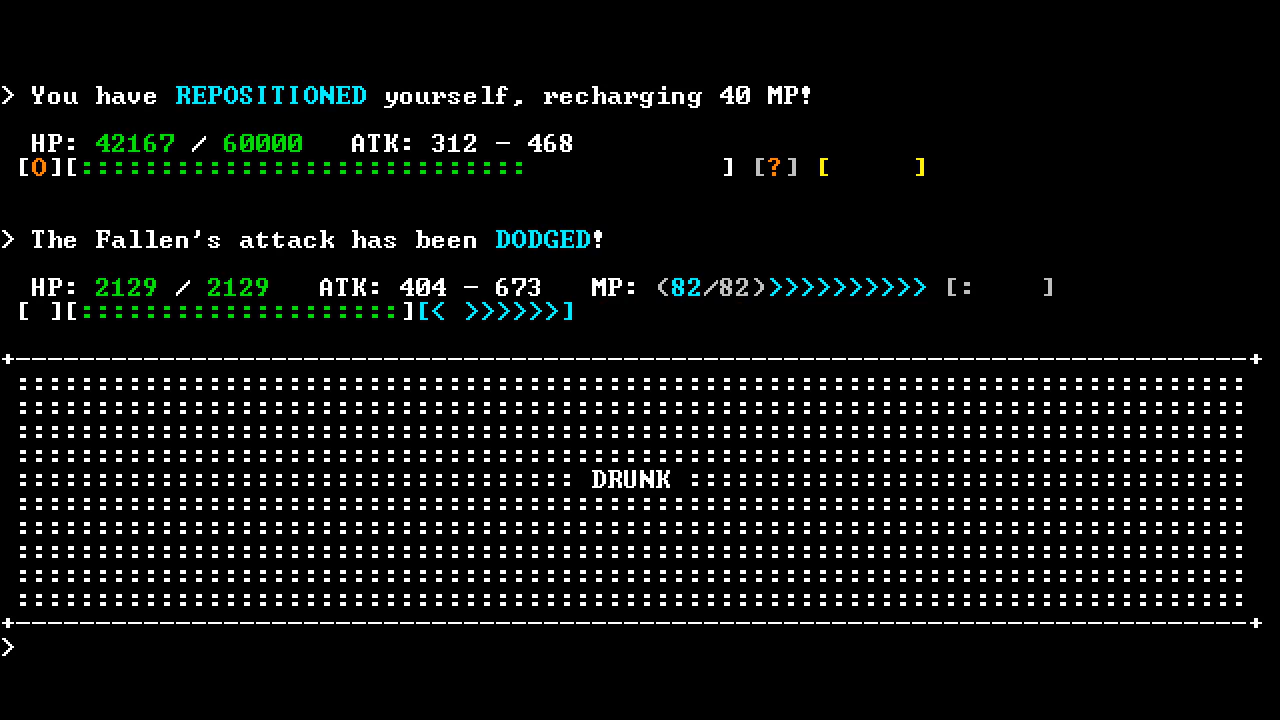 > You have REPOSITIONED yourself, recharging 40 MP!
HP: 42167 / 60000   ATK: 312 - 468
[O][::::::::::::::::::::::::::::            ] [?] [     ]
> The Fallen's attack has been DODGED!
HP: 2129 / 2129   ATK: 404 - 673   MP: (82/82)>>>>>>>>>> [:    ]
[ ][::::::::::::::::::::][< >>>>>>]
DRUNK
>